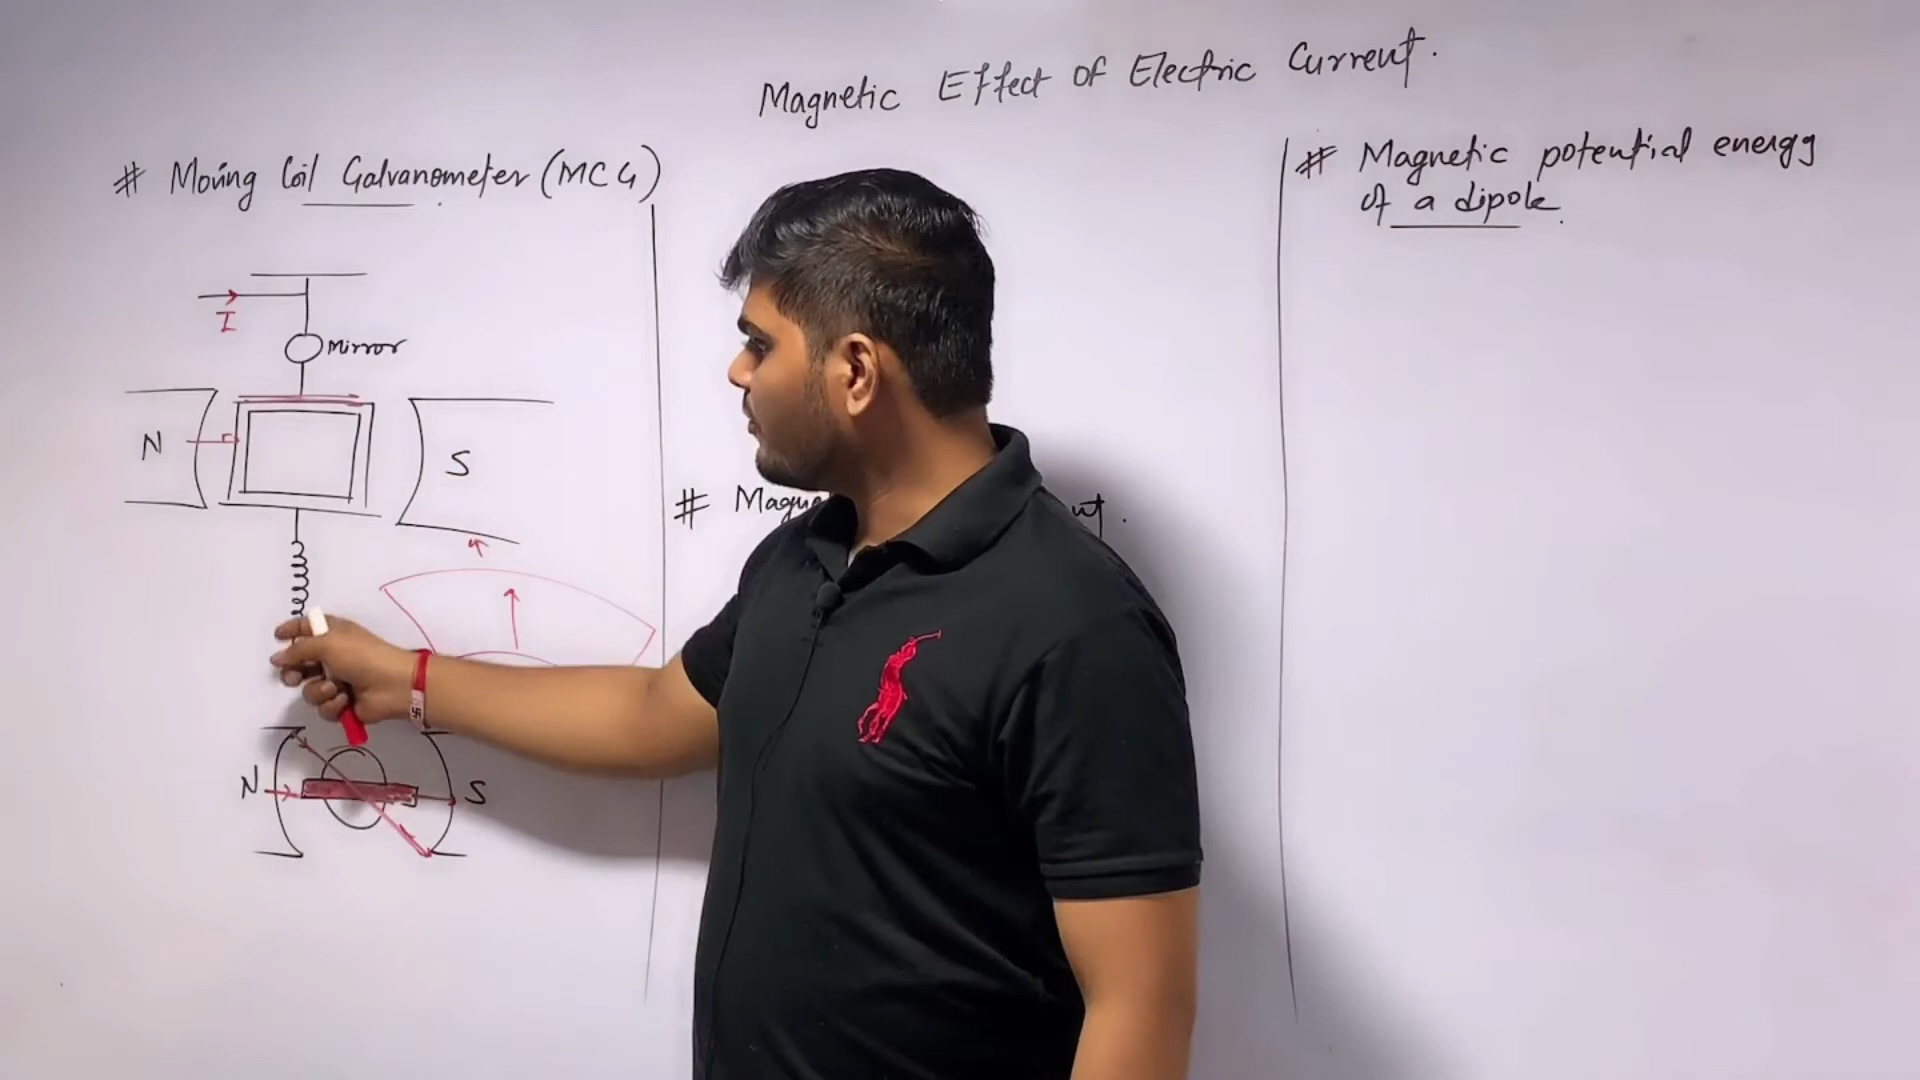 Magnetic Effect of Electric Current.
# Moving Coil Galvanometer (MCG)
I
Mirror
N
S
N
S
#
# Magnetic potential energy
of a dipole.